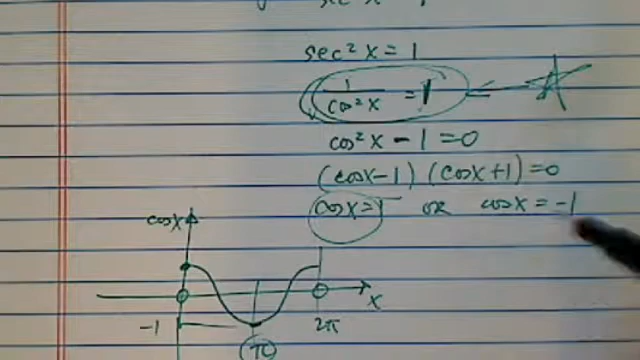 sec² x = 1
1/cos² x = 1
cos² x − 1 = 0
(cos x − 1) (cos x + 1) = 0
cos x = 1 or cos x = −1
cos x
x
−1
2π
π